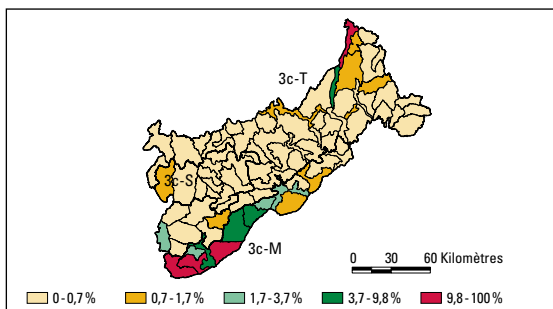 3c-T
3c-S
3c-M
0 30 60 Kilomètres
0 - 0,7 % 0,7 - 1,7 % 1,7 - 3,7 % 3,7 - 9,8 % 9,8 - 100 %